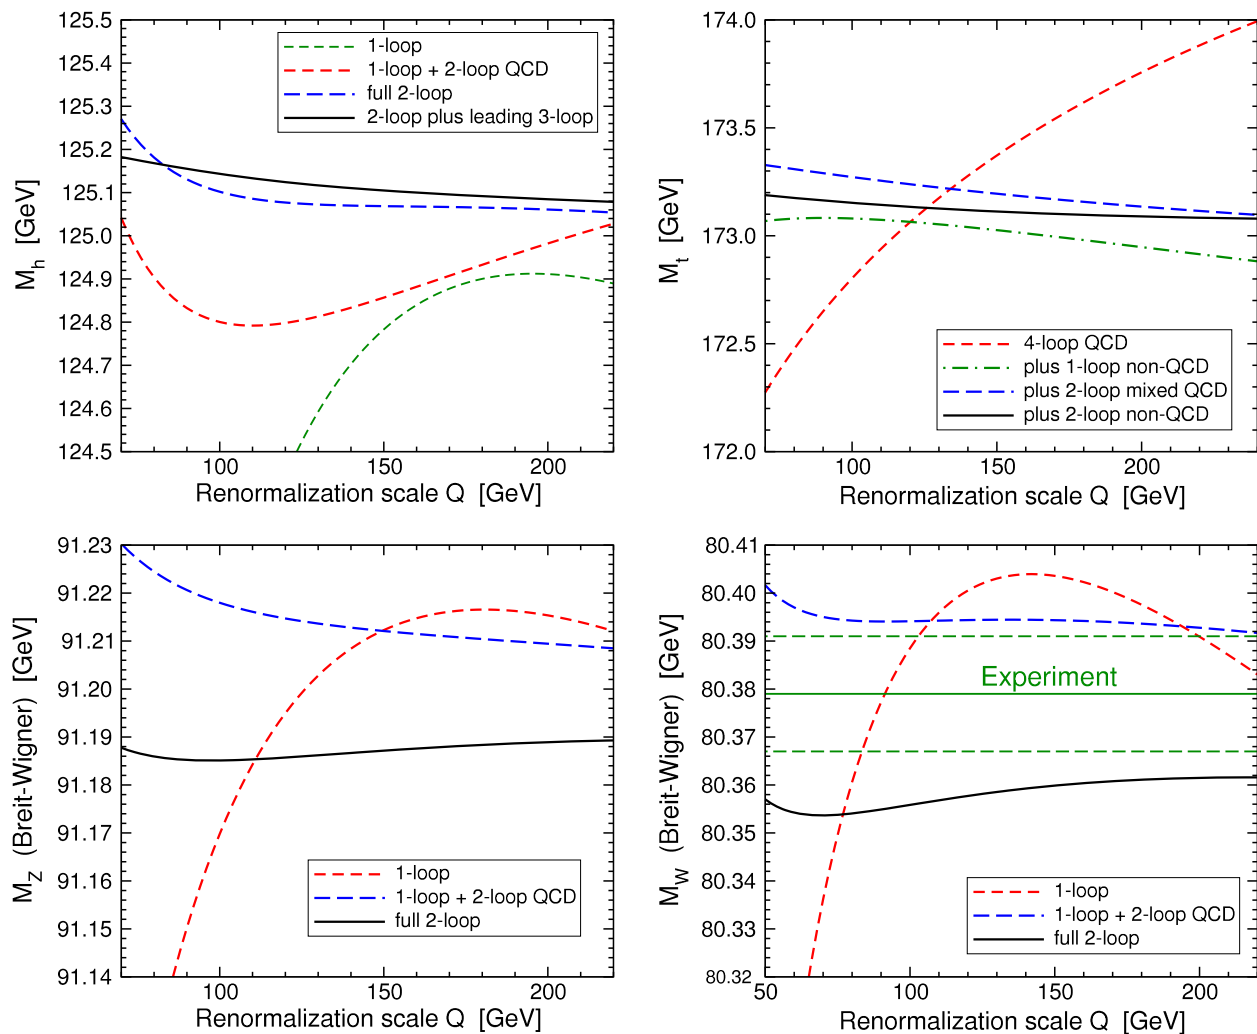 125.5
125.4
125.3
125.2
125.1
125.0
124.9
124.8
124.7
124.6
124.5
M_h [GeV]
1-loop
1-loop + 2-loop QCD
full 2-loop
2-loop plus leading 3-loop
100 150 200
Renormalization scale Q [GeV]
174.0
173.5
173.0
172.5
172.0
M_t [GeV]
4-loop QCD
plus 1-loop non-QCD
plus 2-loop mixed QCD
plus 2-loop non-QCD
100 150 200
Renormalization scale Q [GeV]
91.23
91.22
91.21
91.20
91.19
91.18
91.17
91.16
91.15
91.14
M_Z (Breit-Wigner) [GeV]
1-loop
1-loop + 2-loop QCD
full 2-loop
100 150 200
Renormalization scale Q [GeV]
80.41
80.40
80.39
80.38
80.37
80.36
80.35
80.34
80.33
80.32
M_W (Breit-Wigner) [GeV]
Experiment
1-loop
1-loop + 2-loop QCD
full 2-loop
50 100 150 200
Renormalization scale Q [GeV]